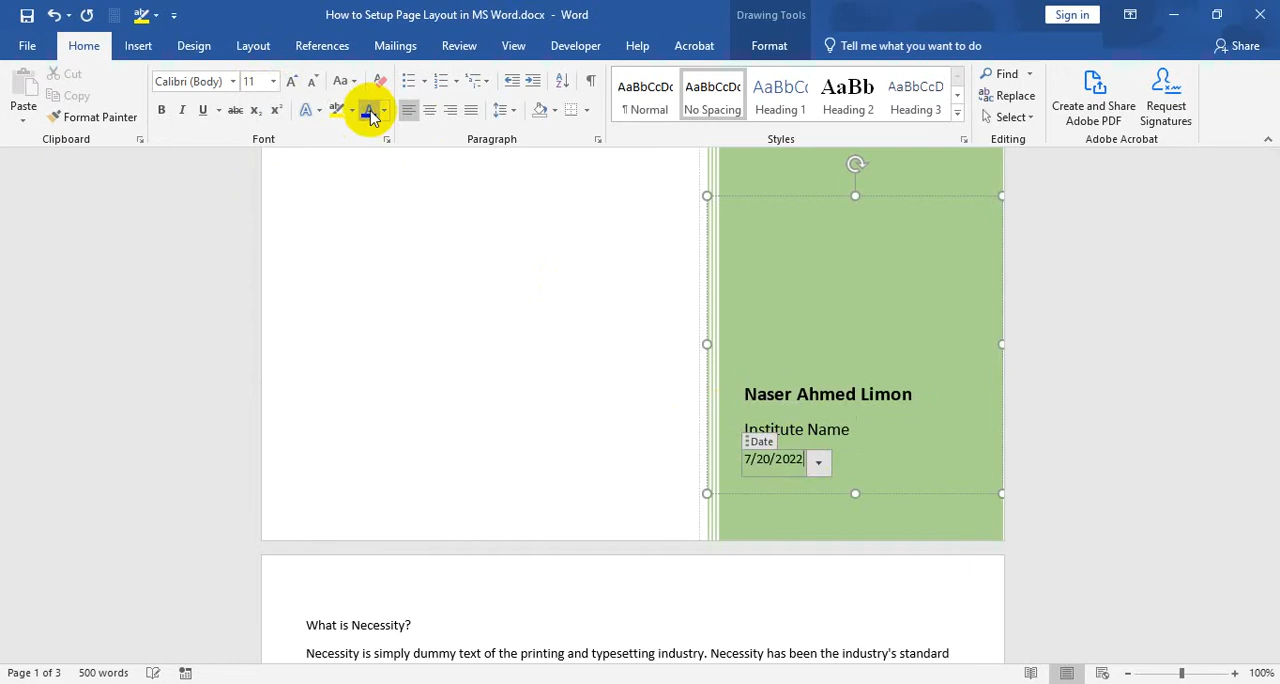 How to Setup Page Layout in MS Word.docx - Word
Drawing Tools
Sign in
File Home Insert Design Layout References Mailings Review View Developer Help Acrobat Format Tell me what you want to do Share
Paste
Cut
Copy
Format Painter
Clipboard
Calibri (Body) 11
Font
Paragraph
AaBbCcDc AaBbCcDc AaBbCc AaBb AaBbCcD
¶ Normal No Spacing Heading 1 Heading 2 Heading 3
Styles
Find
Replace
Select
Editing
Create and Share
Adobe PDF
Request
Signatures
Adobe Acrobat
Naser Ahmed Limon
Institute Name
Date
7/20/2022
What is Necessity?
Necessity is simply dummy text of the printing and typesetting industry. Necessity has been the industry's standard
Page 1 of 3 500 words 100%